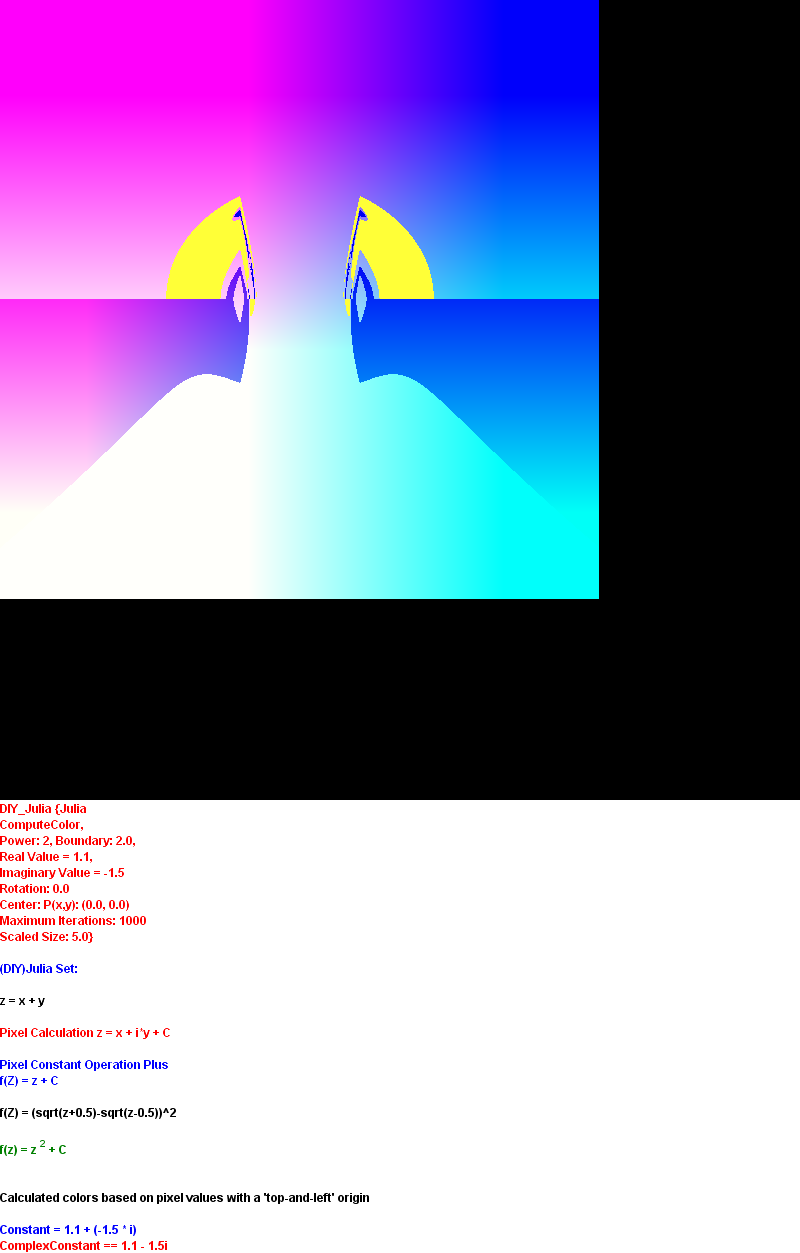 DIY_Julia {Julia
ComputeColor,
Power: 2, Boundary: 2.0,
Real Value = 1.1,
Imaginary Value = -1.5
Rotation: 0.0
Center: P(x,y): (0.0, 0.0)
Maximum Iterations: 1000
Scaled Size: 5.0}
(DIY)Julia Set:
z = x + y
Pixel Calculation z = x + i*y + C
Pixel Constant Operation Plus
f(Z) = z + C
f(Z) = (sqrt(z+0.5)-sqrt(z-0.5))^2
f(z) = z 2 + C
Calculated colors based on pixel values with a 'top-and-left' origin
Constant = 1.1 + (-1.5 * i)
ComplexConstant == 1.1 - 1.5i